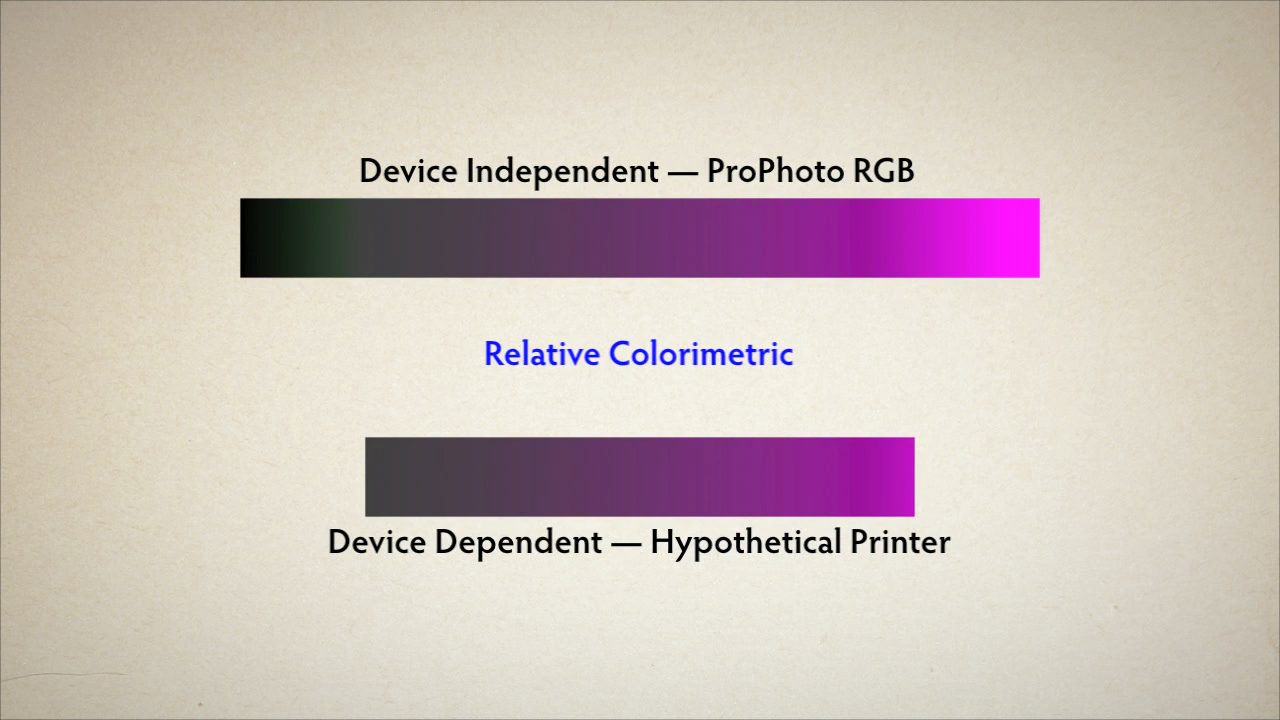 Device Independent — ProPhoto RGB
Relative Colorimetric
Device Dependent — Hypothetical Printer